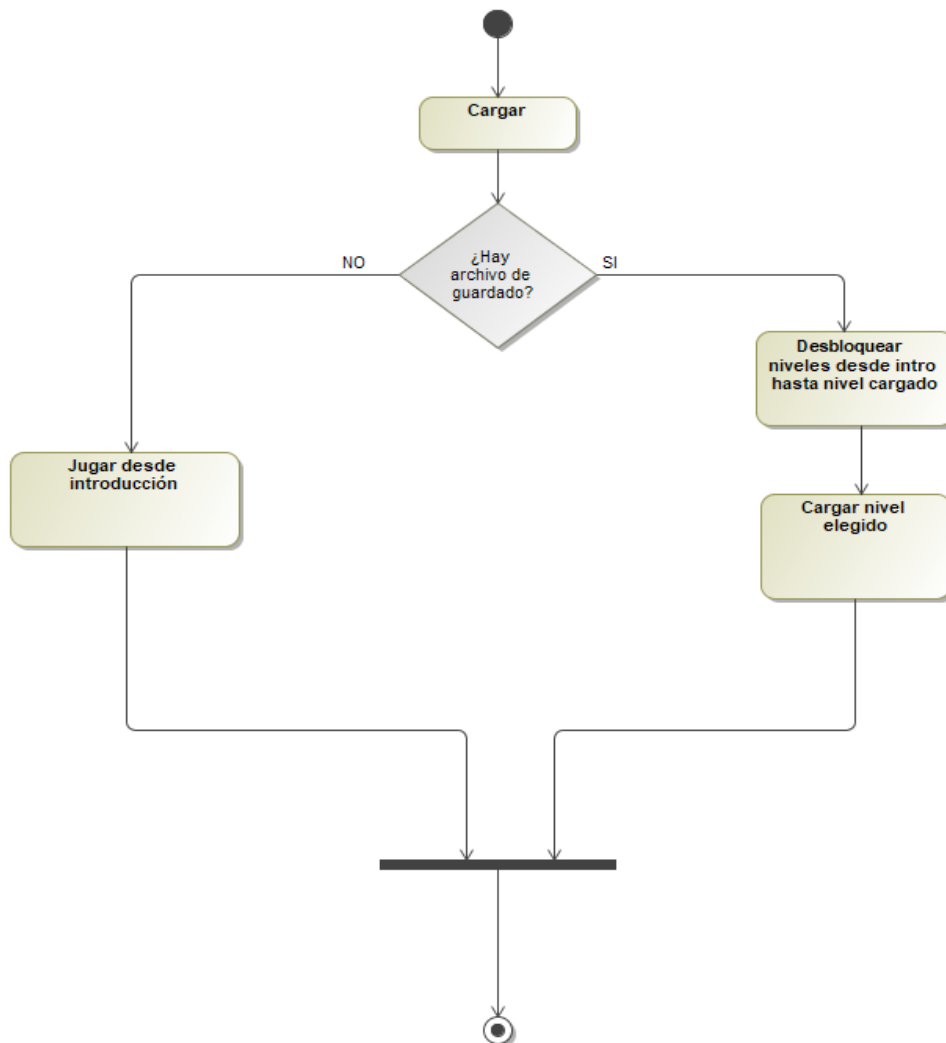 Cargar
¿Hay
archivo de
guardado?
NO
SI
Desbloquear
niveles desde intro
hasta nivel cargado
Jugar desde
introducción
Cargar nivel
elegido